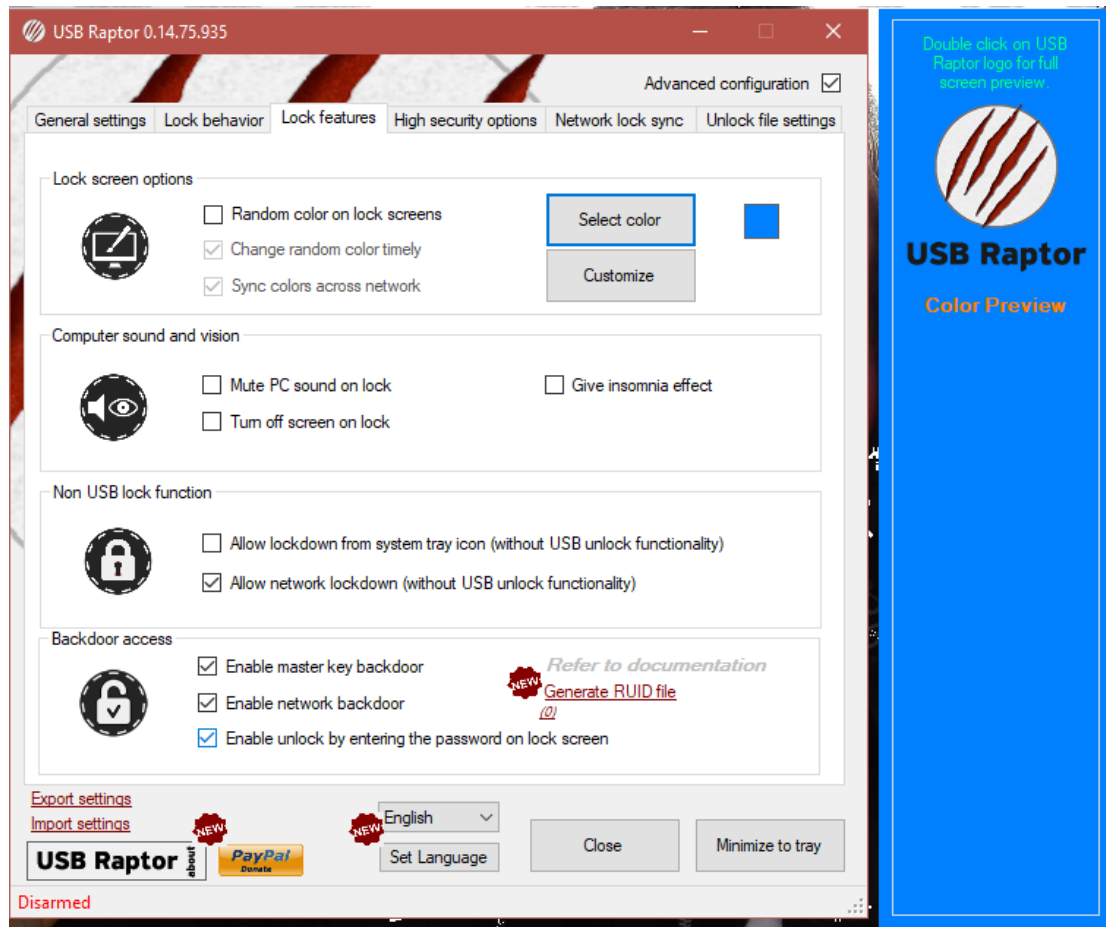 USB Raptor 0.14.75.935
Advanced configuration
General settings
Lock behavior
Lock features
High security options
Network lock sync
Unlock file settings
Lock screen options
Random color on lock screens
Change random color timely
Sync colors across network
Select color
Customize
Computer sound and vision
Mute PC sound on lock
Turn off screen on lock
Give insomnia effect
Non USB lock function
Allow lockdown from system tray icon (without USB unlock functionality)
Allow network lockdown (without USB unlock functionality)
Backdoor access
Enable master key backdoor
Enable network backdoor
Enable unlock by entering the password on lock screen
Refer to documentation
NEW
Generate RUID file
(0)
Export settings
Import settings
NEW
USB Raptor
about
PayPal
Donate
NEW
English
Set Language
Close
Minimize to tray
Disarmed
Double click on USB
Raptor logo for full
screen preview.
USB Raptor
Color Preview